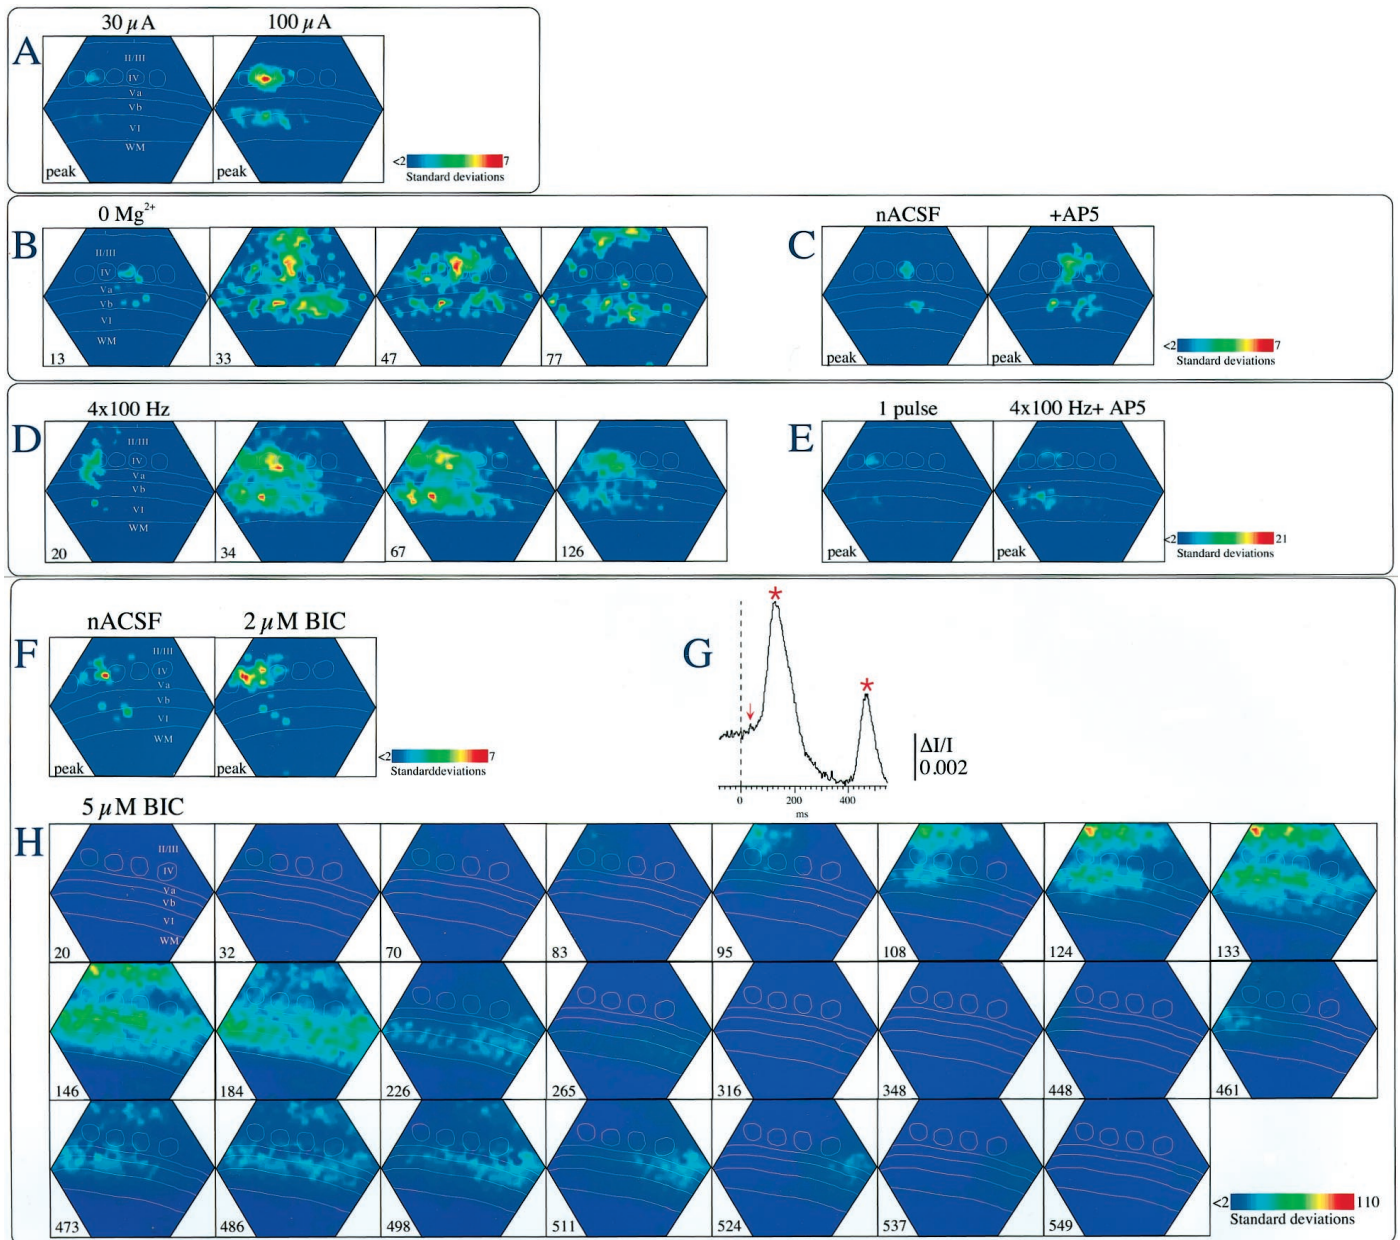 30 μA 100 μA
A
II/III
IV
Va
Vb
VI
WM
peak peak
<2 7
Standard deviations
0 Mg2+
B
II/III
IV
Va
Vb
VI
WM
13 33 47 77
nACSF +AP5
C
peak peak
<2 7
Standard deviations
4x100 Hz
D
II/III
IV
Va
Vb
VI
WM
20 34 67 126
1 pulse 4x100 Hz+ AP5
E
peak peak
<2 21
Standard deviations
nACSF 2 μM BIC
F
II/III
IV
Va
Vb
VI
WM
peak peak
<2 7
Standarddeviations
G
* *
ΔI/I
0.002
0 200 400
ms
5 μM BIC
H
II/III
IV
Va
Vb
VI
WM
20 32 70 83 95 108 124 133
146 184 226 265 316 348 448 461
473 486 498 511 524 537 549
<2 110
Standard deviations